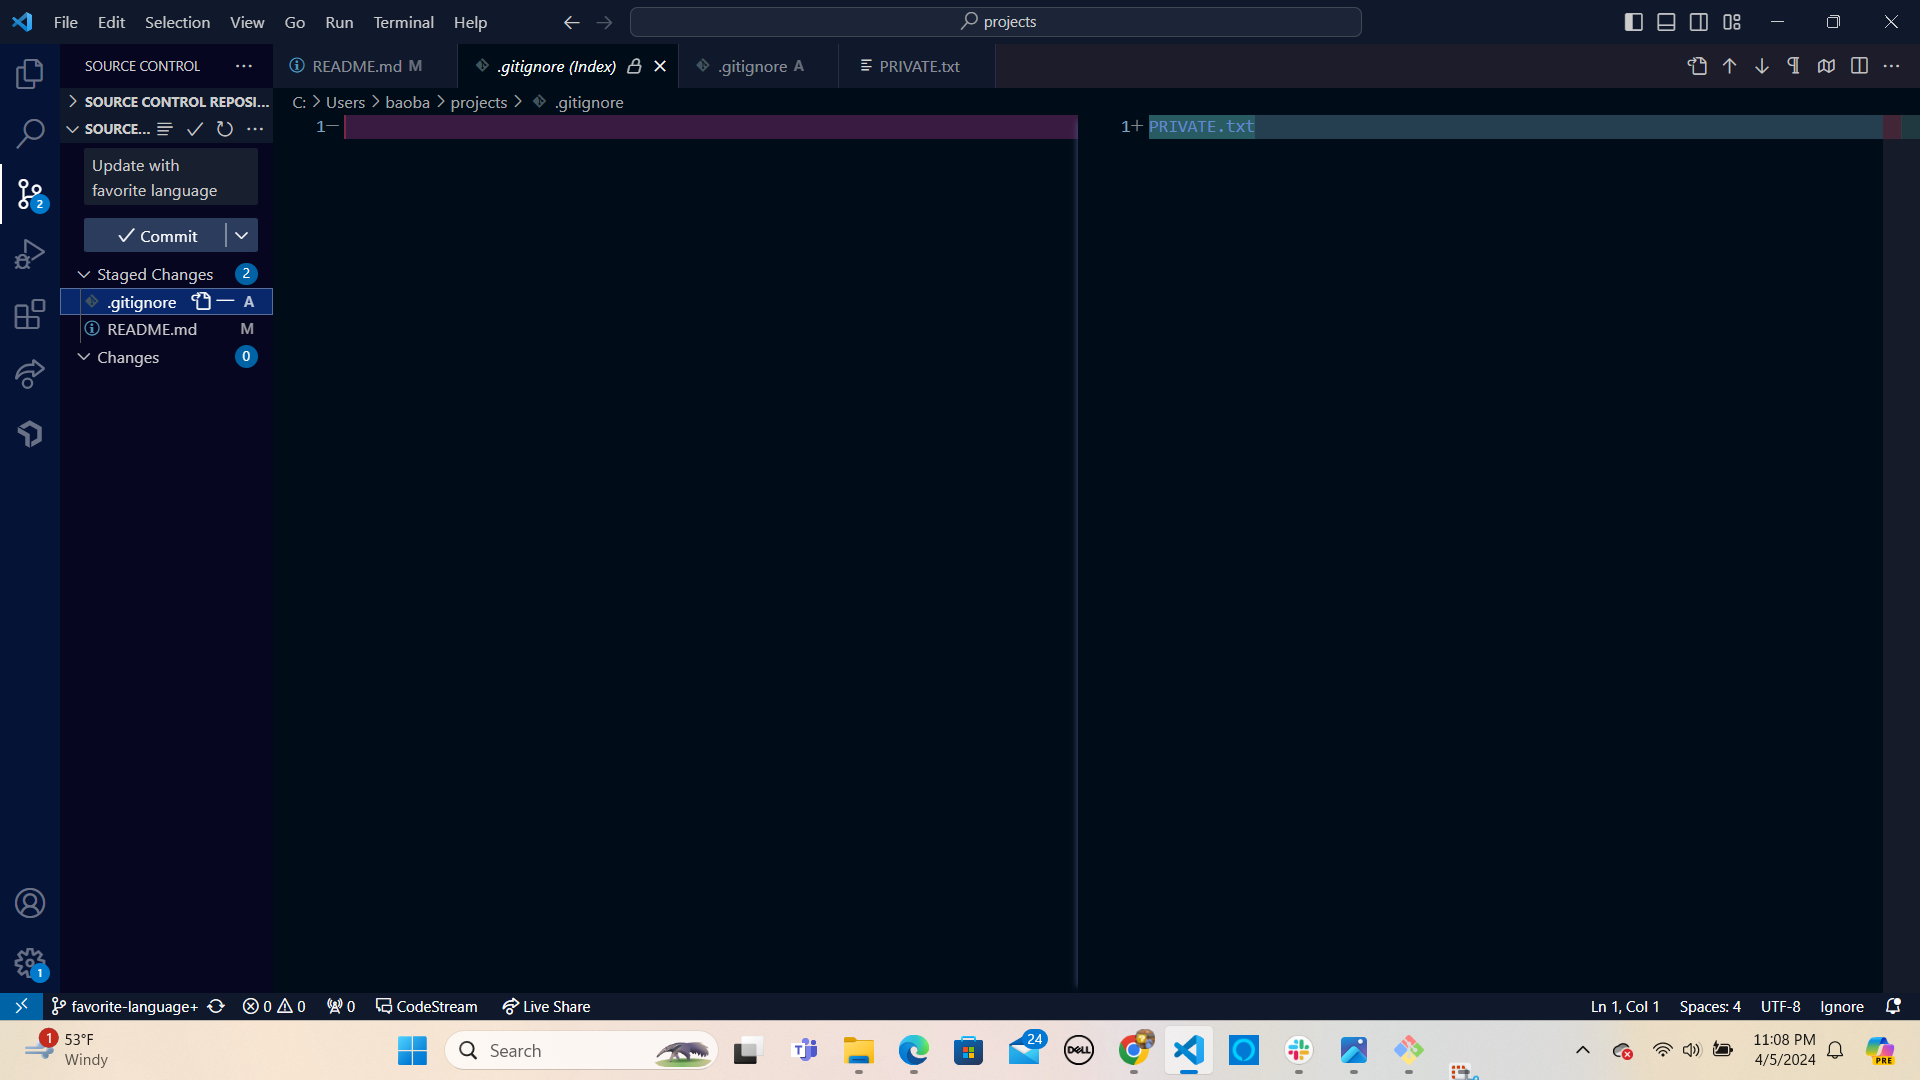 File Edit Selection View Go Run Terminal Help
projects
SOURCE CONTROL
README.md M
.gitignore (Index)
.gitignore A
PRIVATE.txt
SOURCE CONTROL REPOSI...
C: Users baoba projects .gitignore
SOURCE...
1
1+ PRIVATE.txt
Update with
favorite language
2
Commit
Staged Changes 2
.gitignore A
README.md M
Changes 0
1
favorite-language+ 0 0 0 CodeStream Live Share
Ln 1, Col 1 Spaces: 4 UTF-8 Ignore
1
53°F
Windy
Search
24
DELL
11:08 PM
4/5/2024
PRE